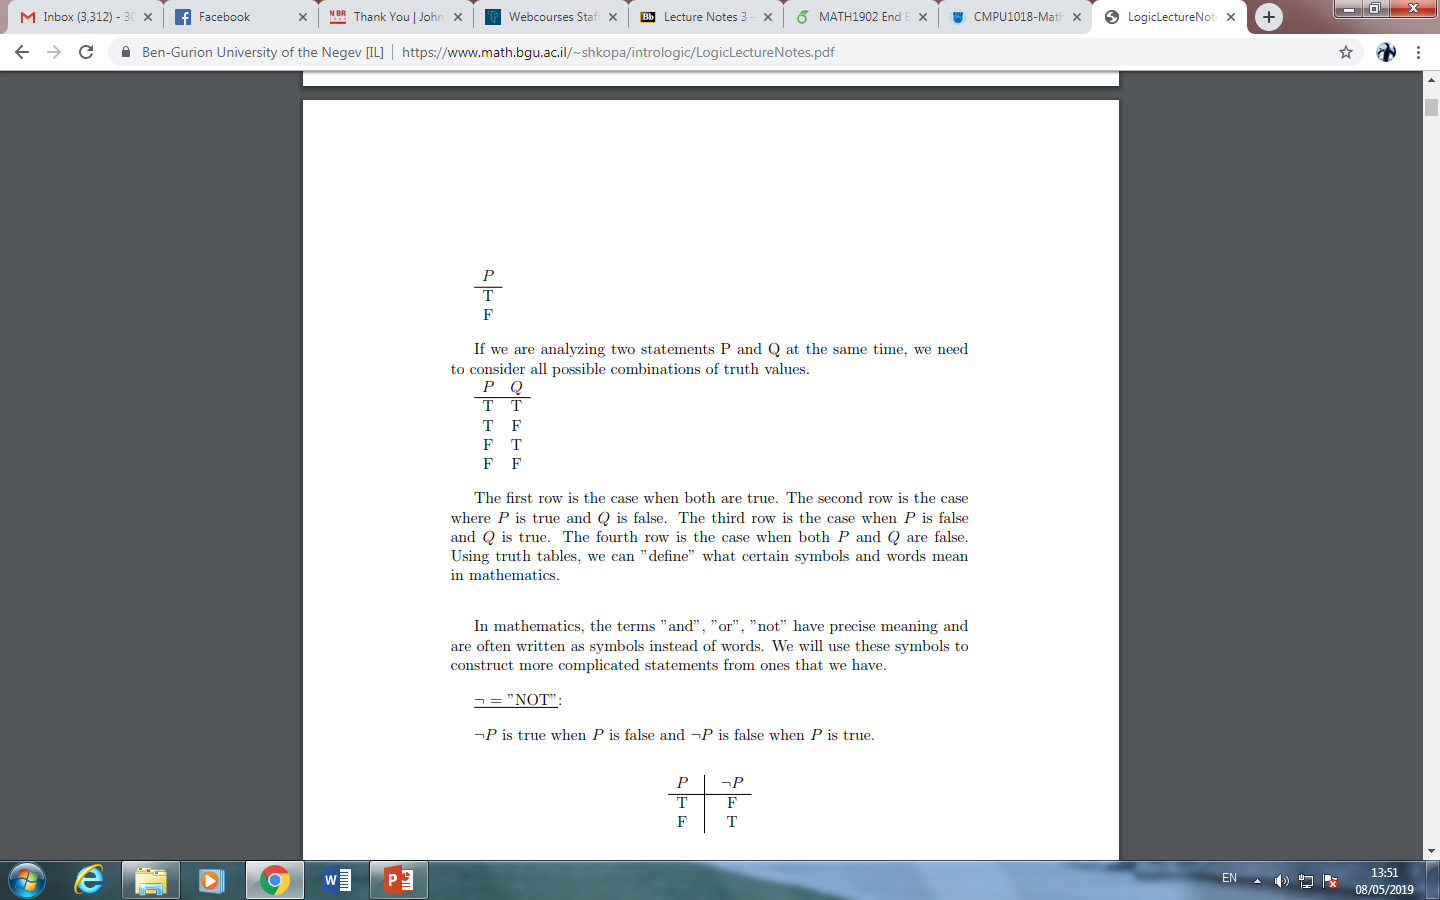 Inbox (3,312) - 30
Facebook
NBR
Thank You | John
Webcourses Staf
Bb
Lecture Notes 3 -
MATH1902 End E
CMPU1018-Math
LogicLectureNote
Ben-Gurion University of the Negev [IL] | https://www.math.bgu.ac.il/~shkopa/intrologic/LogicLectureNotes.pdf
P
T
F
If we are analyzing two statements P and Q at the same time, we need
to consider all possible combinations of truth values.
P Q
T T
T F
F T
F F
The first row is the case when both are true. The second row is the case
where P is true and Q is false. The third row is the case when P is false
and Q is true. The fourth row is the case when both P and Q are false.
Using truth tables, we can ”define” what certain symbols and words mean
in mathematics.
In mathematics, the terms ”and”, ”or”, ”not” have precise meaning and
are often written as symbols instead of words. We will use these symbols to
construct more complicated statements from ones that we have.
¬ = ”NOT”:
¬P is true when P is false and ¬P is false when P is true.
P ¬P
T F
F T
EN
13:51
08/05/2019